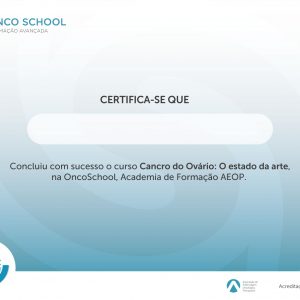 NCO SCHOOL
MAÇÃO AVANÇADA
CERTIFICA-SE QUE
Concluiu com sucesso o curso Cancro do Ovário: O estado da arte,
na OncoSchool, Academia de Formação AEOP.